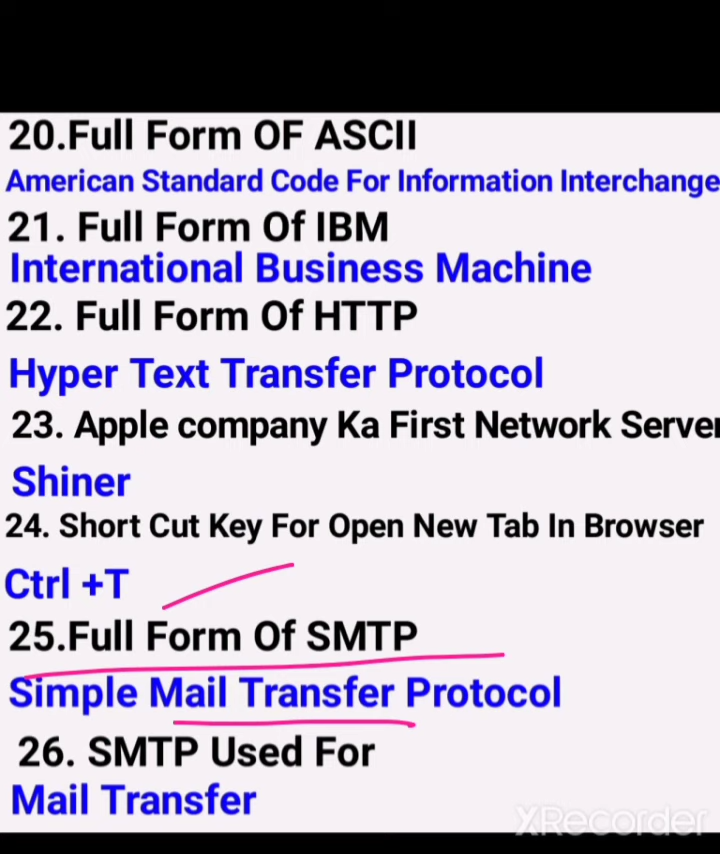 20.Full Form OF ASCII
American Standard Code For Information Interchange
21. Full Form Of IBM
International Business Machine
22. Full Form Of HTTP
Hyper Text Transfer Protocol
23. Apple company Ka First Network Server
Shiner
24. Short Cut Key For Open New Tab In Browser
Ctrl +T
25.Full Form Of SMTP
Simple Mail Transfer Protocol
26. SMTP Used For
Mail Transfer
XRecorder